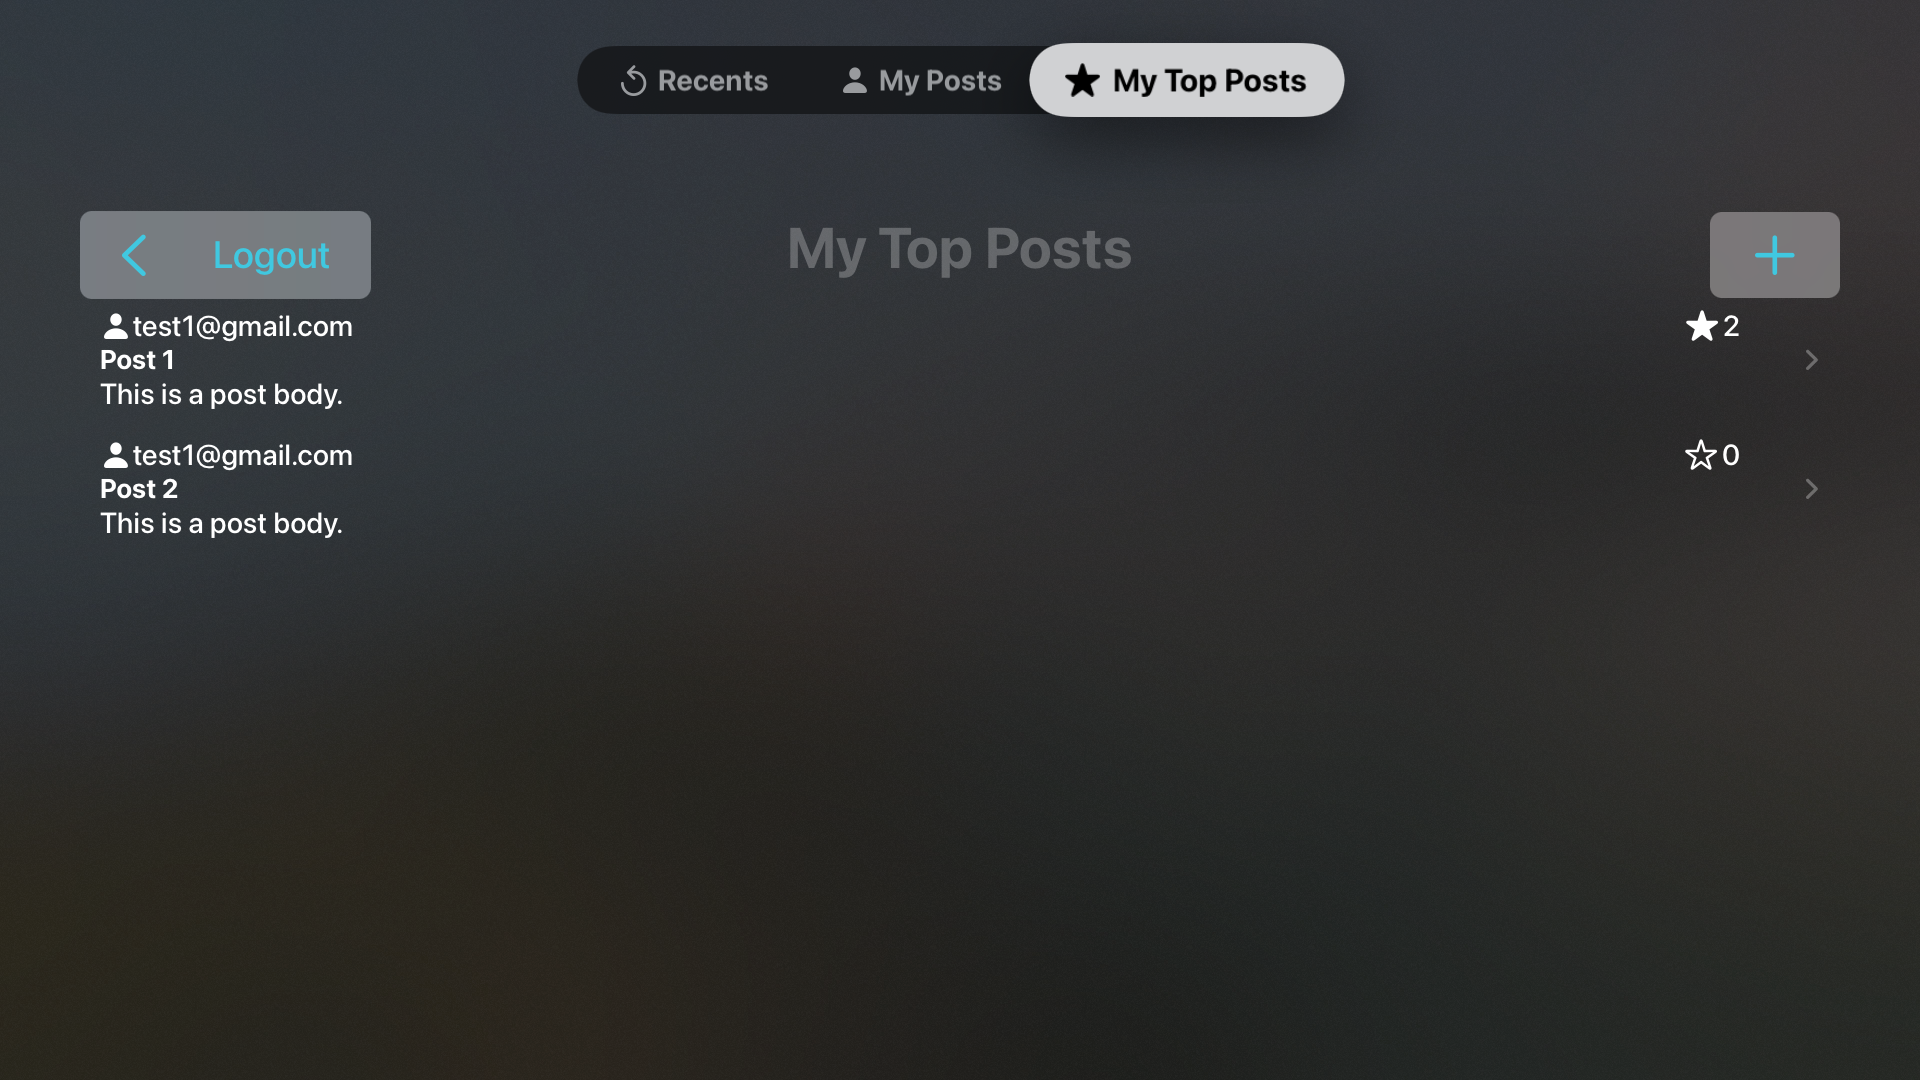 Recents
My Posts
My Top Posts
Logout
My Top Posts
test1@gmail.com
2
Post 1
This is a post body.
test1@gmail.com
0
Post 2
This is a post body.